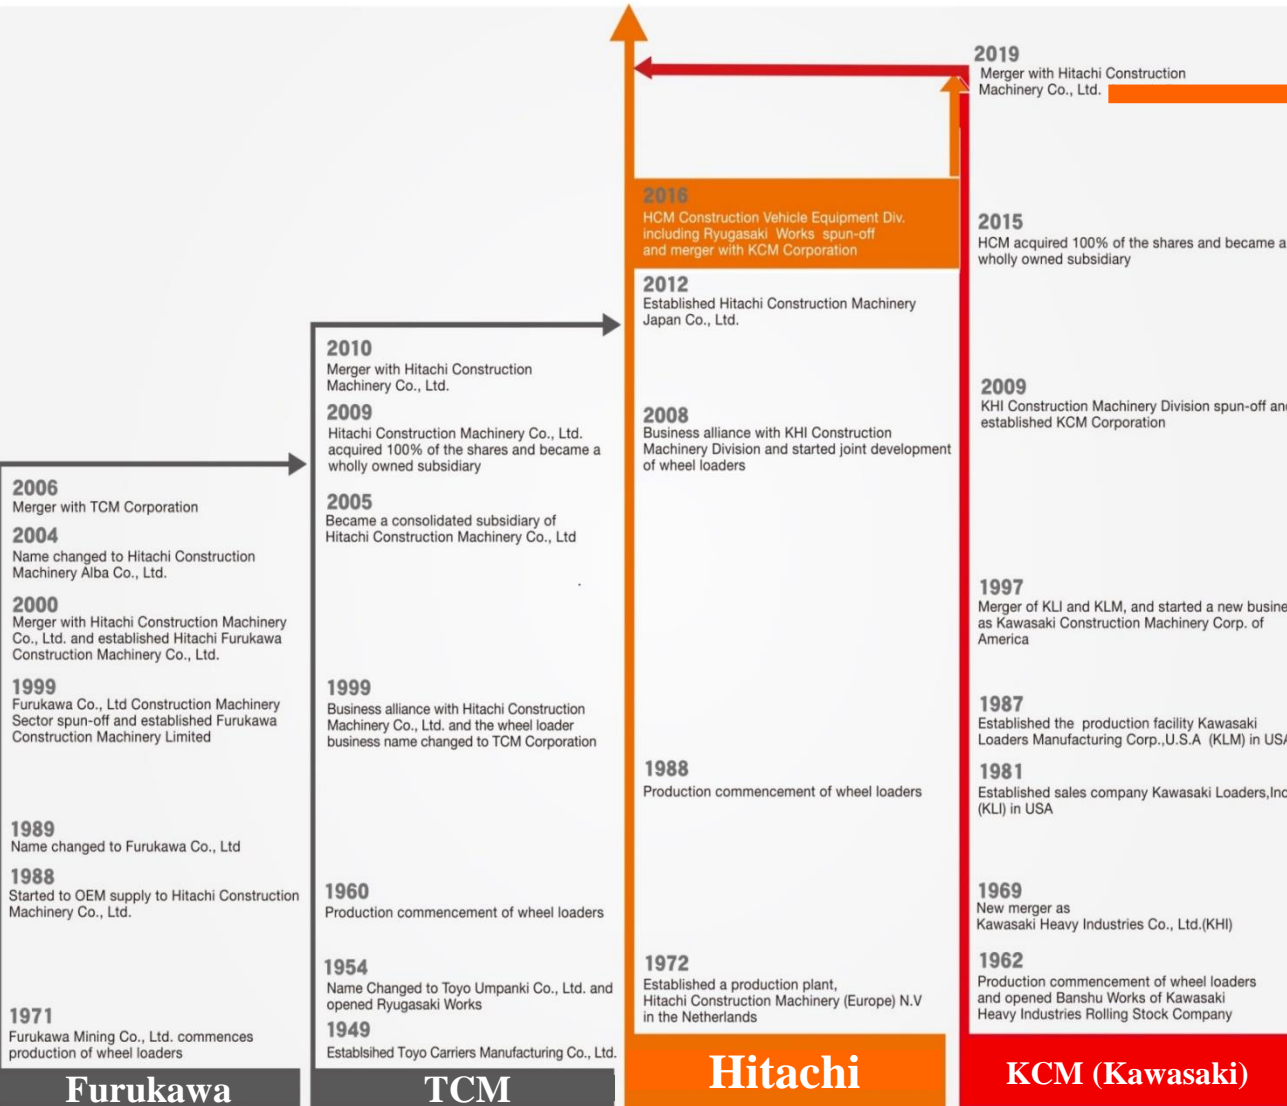 2006
Merger with TCM Corporation
2004
Name changed to Hitachi Construction
Machinery Alba Co., Ltd.
2000
Merger with Hitachi Construction Machinery
Co., Ltd. and established Hitachi Furukawa
Construction Machinery Co., Ltd.
1999
Furukawa Co., Ltd Construction Machinery
Sector spun-off and established Furukawa
Construction Machinery Limited
1989
Name changed to Furukawa Co., Ltd
1988
Started to OEM supply to Hitachi Construction
Machinery Co., Ltd.
1971
Furukawa Mining Co., Ltd. commences
production of wheel loaders
Furukawa
2010
Merger with Hitachi Construction
Machinery Co., Ltd.
2009
Hitachi Construction Machinery Co., Ltd.
acquired 100% of the shares and became a
wholly owned subsidiary
2005
Became a consolidated subsidiary of
Hitachi Construction Machinery Co., Ltd
1999
Business alliance with Hitachi Construction
Machinery Co., Ltd. and the wheel loader
business name changed to TCM Corporation
1960
Production commencement of wheel loaders
1954
Name Changed to Toyo Umpanki Co., Ltd. and
opened Ryugasaki Works
1949
Establsihed Toyo Carriers Manufacturing Co., Ltd.
TCM
2016
HCM Construction Vehicle Equipment Div.
including Ryugasaki Works spun-off
and merger with KCM Corporation
2012
Established Hitachi Construction Machinery
Japan Co., Ltd.
2008
Business alliance with KHI Construction
Machinery Division and started joint development
of wheel loaders
1988
Production commencement of wheel loaders
1972
Established a production plant,
Hitachi Construction Machinery (Europe) N.V
in the Netherlands
Hitachi
2019
Merger with Hitachi Construction
Machinery Co., Ltd.
2015
HCM acquired 100% of the shares and became a
wholly owned subsidiary
2009
KHI Construction Machinery Division spun-off an
established KCM Corporation
1997
Merger of KLI and KLM, and started a new busine
as Kawasaki Construction Machinery Corp. of
America
1987
Established the production facility Kawasaki
Loaders Manufacturing Corp.,U.S.A (KLM) in USA
1981
Established sales company Kawasaki Loaders,Inc
(KLI) in USA
1969
New merger as
Kawasaki Heavy Industries Co., Ltd.(KHI)
1962
Production commencement of wheel loaders
and opened Banshu Works of Kawasaki
Heavy Industries Rolling Stock Company
KCM (Kawasaki)